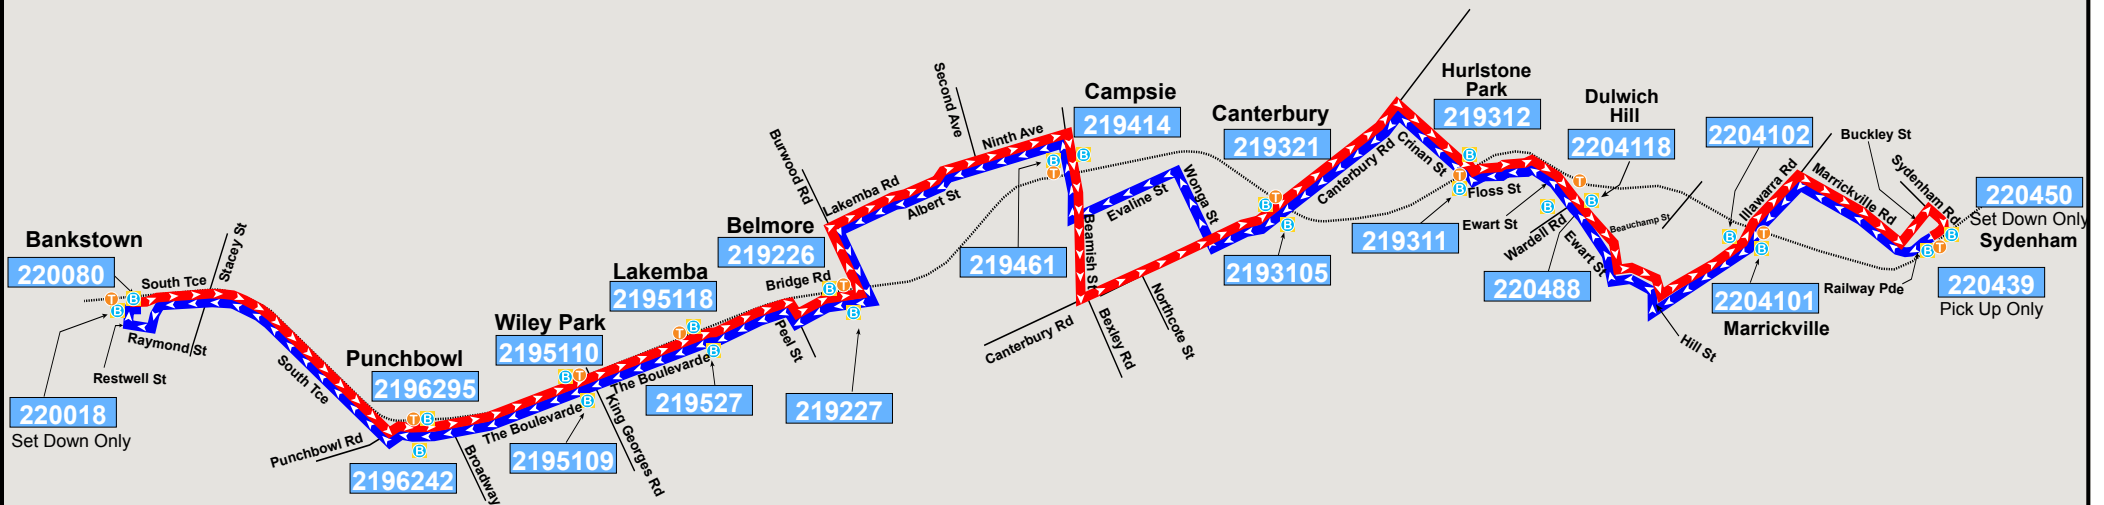 Bankstown
220080
South Tce
Stacey St
Raymond St
Restwell St
220018
Set Down Only
South Tce
Punchbowl
2196295
Punchbowl Rd
2196242
Broadway
The Boulevarde
Wiley Park
2195110
2195109
King Georges Rd
The Boulevarde
Lakemba
2195118
219527
Peel St
Belmore
219226
Bridge Rd
219227
Burwood Rd
Lakemba Rd
Albert St
Second Ave
Ninth Ave
Campsie
219414
219461
Beamish St
Evaline St
Wonga St
Canterbury Rd
Bexley Rd
Northcote St
Canterbury
219321
2193105
Canterbury Rd
Crinan St
Hurlstone
Park
219312
219311
Floss St
Ewart St
Wardell Rd
Ewart St
220488
Dulwich
Hill
2204118
Beauchamp St
Hill St
2204102
Illawarra Rd
2204101
Marrickville
Marrickville Rd
Buckley St
Sydenham Rd
Railway Pde
220450
Set Down Only
Sydenham
220439
Pick Up Only
T
B
B
T
B
B
B
T
B
T
B
B
B
T
B
B
T
B
T
B
B
B
T
B
T
B
B
B
T
B
B
T
B